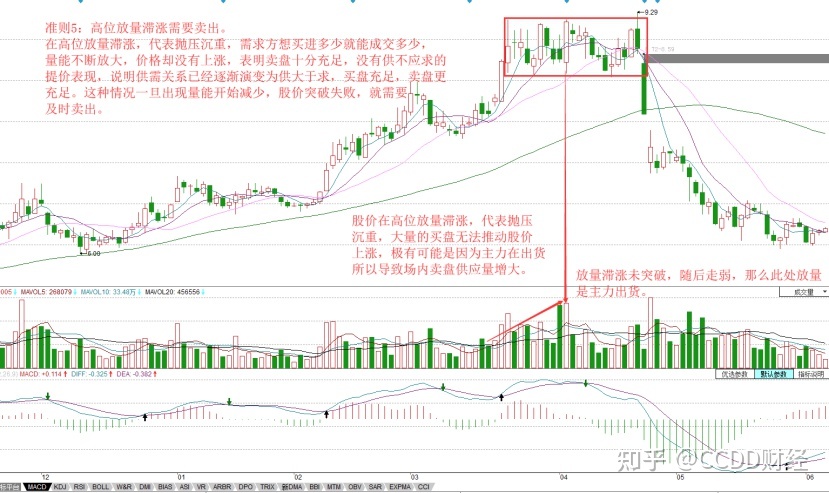 准则5：高位放量滞涨需要卖出。
在高位放量滞涨，代表抛压沉重，需求方想买进多少就能成交多少，
量能不断放大，价格却没有上涨，表明卖盘十分充足，没有供不应求的
提价表现，说明供需关系已经逐渐演变为供大于求，买盘充足，卖盘更
充足。这种情况一旦出现量能开始减少，股价突破失败，就需要
及时卖出。
9.29
6.00
股价在高位放量滞涨，代表抛压
沉重，大量的买盘无法推动股价
上涨，极有可能是因为主力在出货
所以导致场内卖盘供应量增大。
放量滞涨未突破，随后走弱，那么此处放量
是主力出货。
005 MAVOL5: 268079 MAVOL10: 33.48万 MAVOL20: 456556
成交量
MACD: +0.114 DIFF: -0.325 DEA: -0.382
优选参数 默认参数 指标说明
知乎 @CCDD财经
12 01 02 03 04 05 06
MACD KDJ RSI BOLL W&R DMI BIAS ASI VR ARBR DPO TRIX 新DMA BBI MTM OBV SAR EXPMA CCI